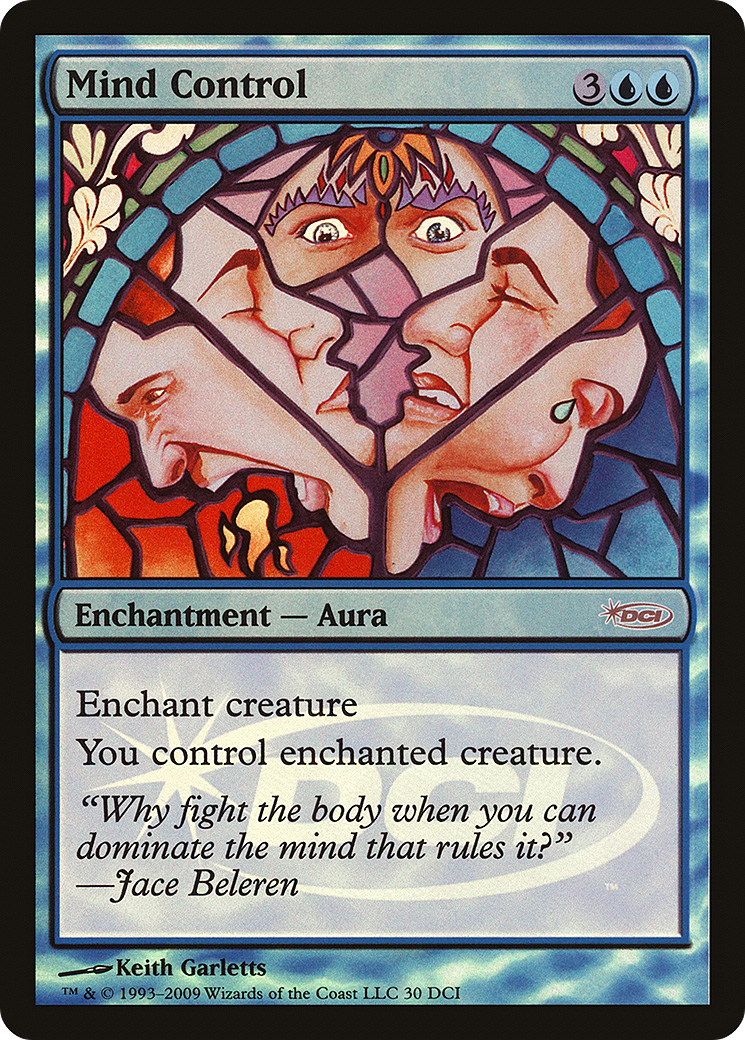 Mind Control
3
Enchantment — Aura
DCI
Enchant creature
You control enchanted creature.
“Why fight the body when you can
dominate the mind that rules it?”
—Jace Beleren
DCI
™
Keith Garletts
™ & © 1993–2009 Wizards of the Coast LLC 30 DCI